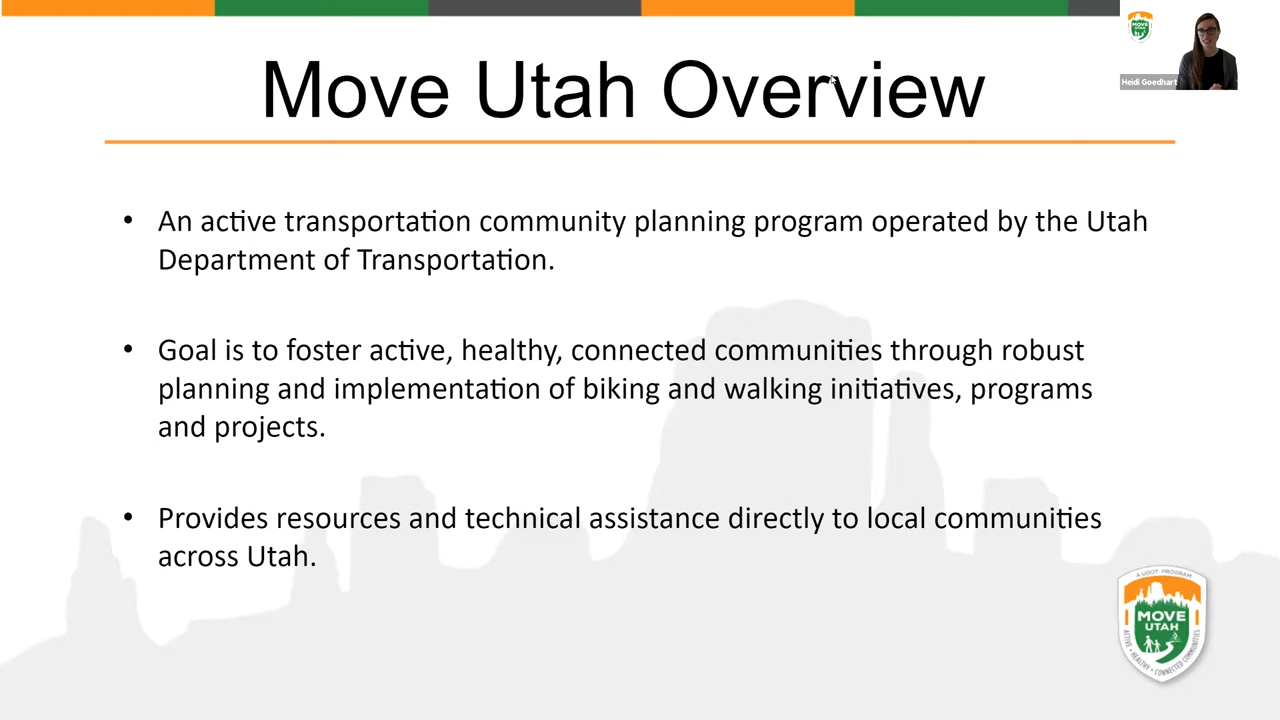 Move Utah Overview
MOVE
UTAH
Heidi Goedhart
• An active transportation community planning program operated by the Utah
Department of Transportation.
• Goal is to foster active, healthy, connected communities through robust
planning and implementation of biking and walking initiatives, programs
and projects.
• Provides resources and technical assistance directly to local communities
across Utah.
A UDOT PROGRAM
MOVE
UTAH
ACTIVE • HEALTHY • CONNECTED COMMUNITIES